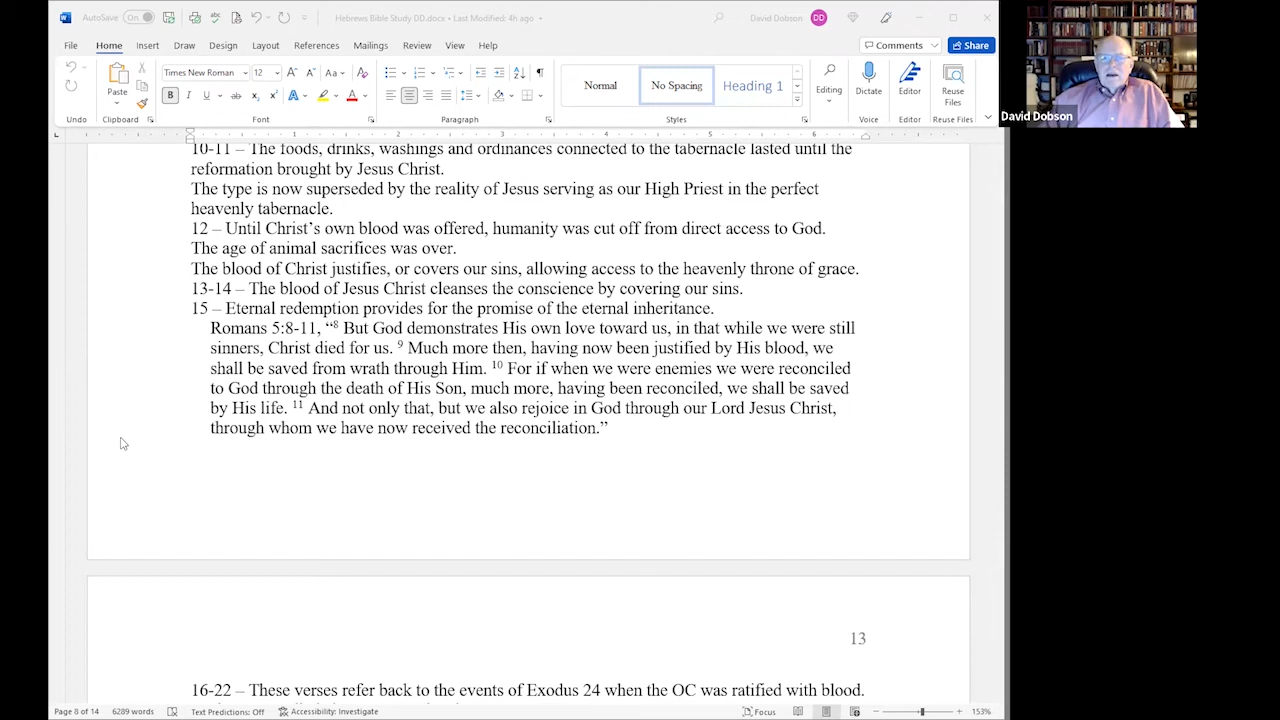 AutoSave On
Hebrews Bible Study DD.docx • Last Modified: 4h ago
David Dobson DD
File Home Insert Draw Design Layout References Mailings Review View Help Comments Share
Times New Roman 12 A A Aa A
Paste
B I U ab x₂ x² A A
Normal No Spacing Heading 1
Editing Dictate Editor Reuse Files
Undo Clipboard Font Paragraph Styles Voice Editor Reuse Files
David Dobson
1 2 3 4 5 6
10-11 – The foods, drinks, washings and ordinances connected to the tabernacle lasted until the
reformation brought by Jesus Christ.
The type is now superseded by the reality of Jesus serving as our High Priest in the perfect
heavenly tabernacle.
12 – Until Christ’s own blood was offered, humanity was cut off from direct access to God.
The age of animal sacrifices was over.
The blood of Christ justifies, or covers our sins, allowing access to the heavenly throne of grace.
13-14 – The blood of Jesus Christ cleanses the conscience by covering our sins.
15 – Eternal redemption provides for the promise of the eternal inheritance.
Romans 5:8-11, “⁸ But God demonstrates His own love toward us, in that while we were still
sinners, Christ died for us. ⁹ Much more then, having now been justified by His blood, we
shall be saved from wrath through Him. ¹⁰ For if when we were enemies we were reconciled
to God through the death of His Son, much more, having been reconciled, we shall be saved
by His life. ¹¹ And not only that, but we also rejoice in God through our Lord Jesus Christ,
through whom we have now received the reconciliation.”
13
16-22 – These verses refer back to the events of Exodus 24 when the OC was ratified with blood.
Page 8 of 14 6289 words Text Predictions: Off Accessibility: Investigate Focus 153%